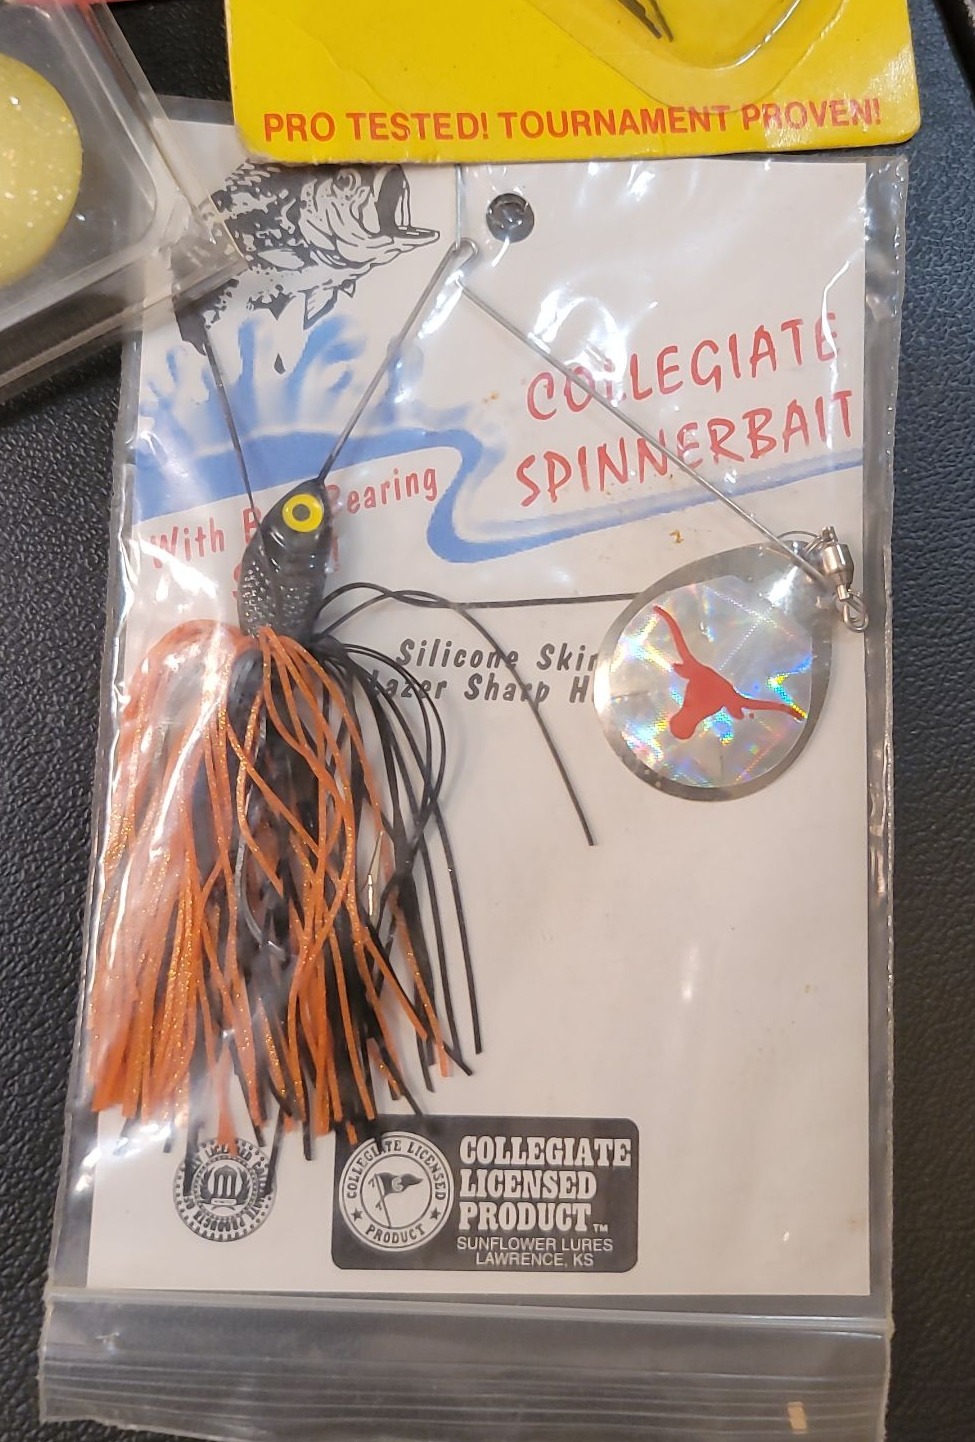 PRO TESTED! TOURNAMENT PROVEN!
COLLEGIATE
SPINNERBAIT
With Bearing
Silicone
Sharp
COLLEGIATE LICENSED
PRODUCT
COLLEGIATE
LICENSED
PRODUCT™
SUNFLOWER LURES
LAWRENCE, KS